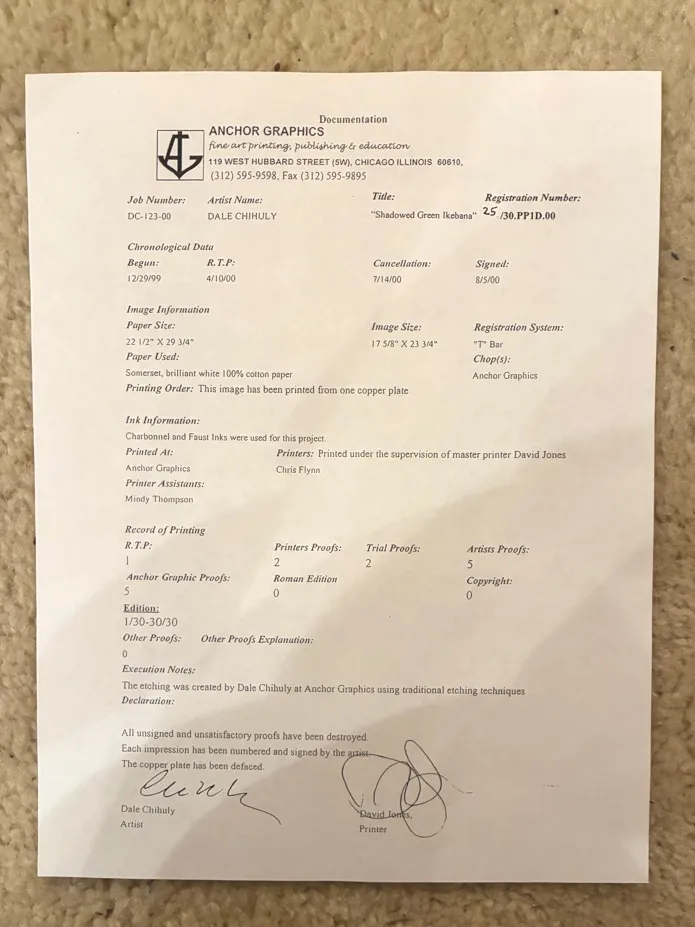 Documentation
ANCHOR GRAPHICS
fine art printing, publishing & education
119 WEST HUBBARD STREET (5W), CHICAGO ILLINOIS 60610,
(312) 595-9598, Fax (312) 595-9895
Job Number: Artist Name: Title: Registration Number:
DC-123-00 DALE CHIHULY "Shadowed Green Ikebana" 25 /30.PP1D.00
Chronological Data
Begun: R.T.P: Cancellation: Signed:
12/29/99 4/10/00 7/14/00 8/5/00
Image Information
Paper Size: Image Size: Registration System:
22 1/2" X 29 3/4" 17 5/8" X 23 3/4" "T" Bar
Paper Used: Chop(s):
Somerset, brilliant white 100% cotton paper Anchor Graphics
Printing Order: This image has been printed from one copper plate
Ink Information:
Charbonnel and Faust Inks were used for this project.
Printed At: Printers: Printed under the supervision of master printer David Jones
Anchor Graphics Chris Flynn
Printer Assistants:
Mindy Thompson
Record of Printing
R.T.P: Printers Proofs: Trial Proofs: Artists Proofs:
1 2 2 5
Anchor Graphic Proofs: Roman Edition Copyright:
5 0 0
Edition:
1/30-30/30
Other Proofs: Other Proofs Explanation:
0
Execution Notes:
The etching was created by Dale Chihuly at Anchor Graphics using traditional etching techniques
Declaration:
All unsigned and unsatisfactory proofs have been destroyed.
Each impression has been numbered and signed by the artist.
The copper plate has been defaced.
Dale Chihuly David Jones,
Artist Printer